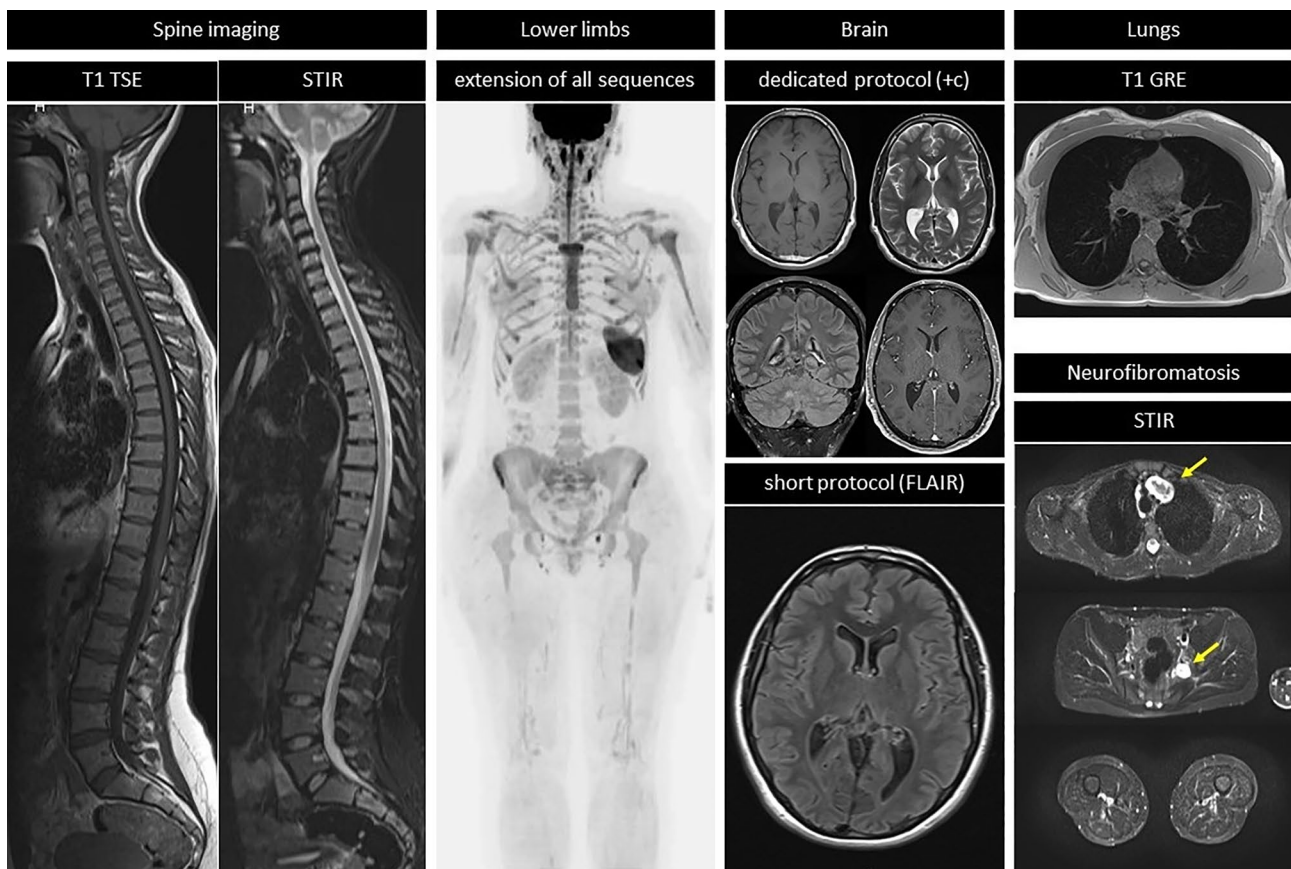 Spine imaging
Lower limbs
Brain
Lungs
T1 TSE
STIR
extension of all sequences
dedicated protocol (+c)
T1 GRE
H
H
Neurofibromatosis
STIR
short protocol (FLAIR)